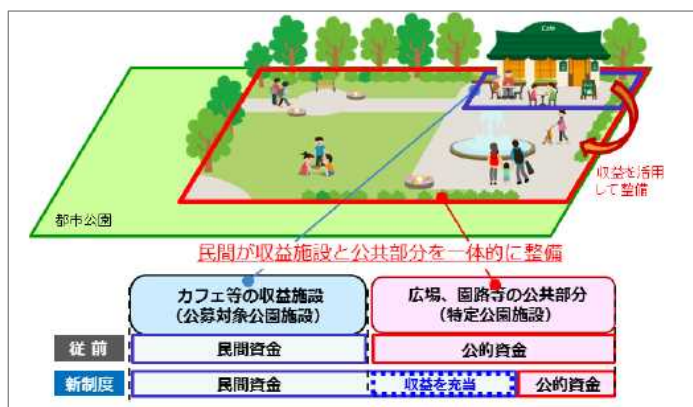 Cafe
収益を活用
して整備
都市公園
民間が収益施設と公共部分を一体的に整備
カフェ等の収益施設
(公募対象公園施設)
広場、園路等の公共部分
(特定公園施設)
従前
民間資金
公的資金
新制度
民間資金
収益を充当
公的資金